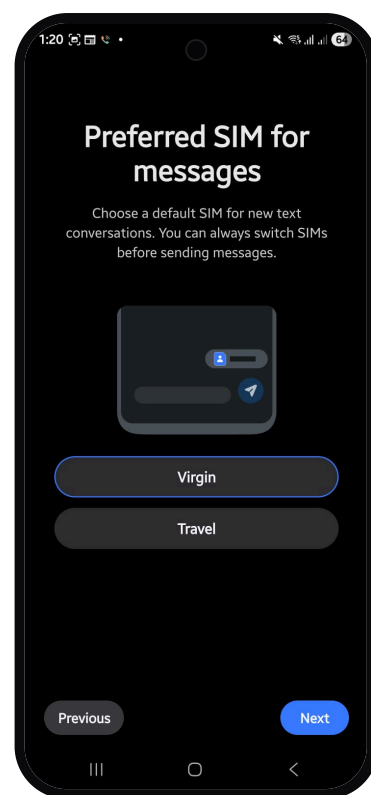 1:20 64
Preferred SIM for
messages
Choose a default SIM for new text
conversations. You can always switch SIMs
before sending messages.
Virgin
Travel
Previous Next